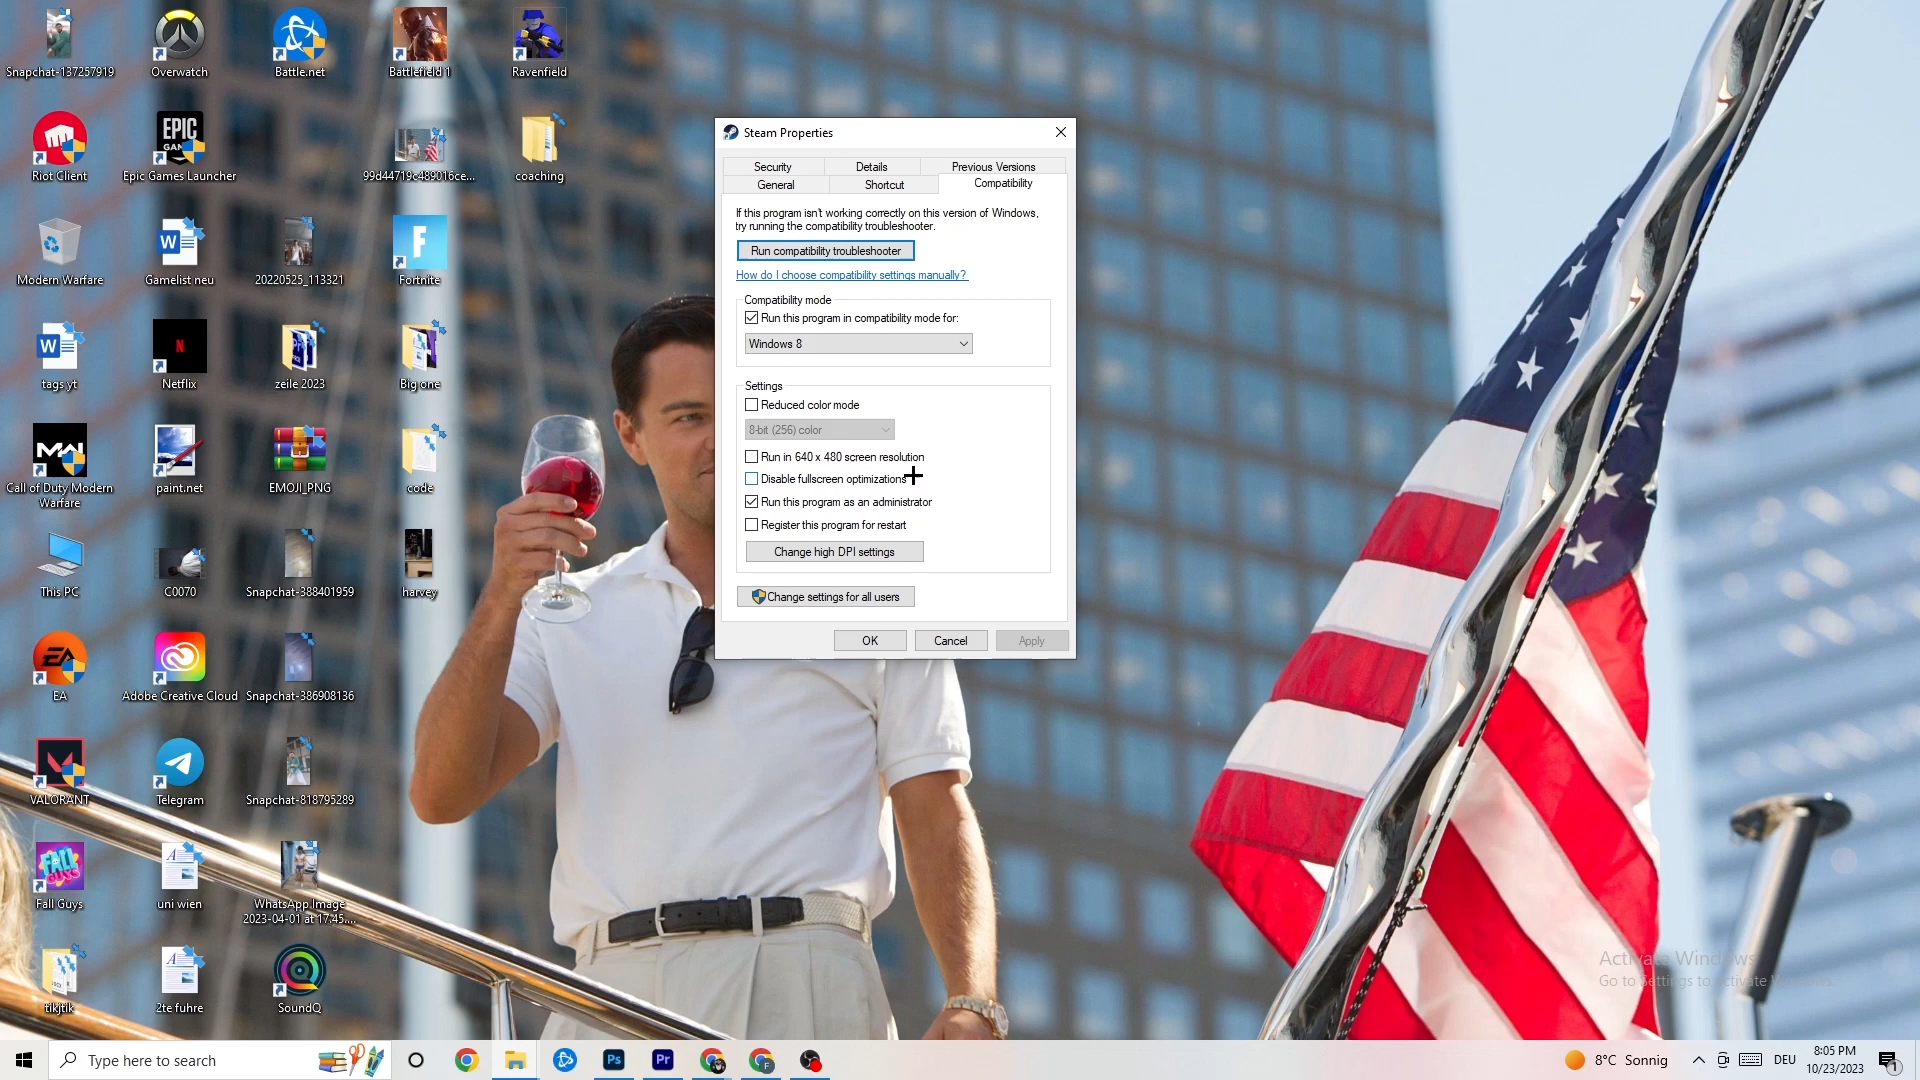 Snapchat-137257919
Overwatch
Battle.net
Battlefield 1
Ravenfield
Riot Client
EPIC
GAM
Epic Games Launcher
99d44719c489016ce...
coaching
Modern Warfare
W
Gamelist neu
20220525_113321
F
Fortnite
W
tags yt
N
Netflix
zeile 2023
Big one
Call of Duty Modern
Warfare
paint.net
EMOJI_PNG
code
This PC
C0070
Snapchat-388401959
harvey
EA
EA
Adobe Creative Cloud
Snapchat-386908136
VALORANT
Telegram
Snapchat-818795289
FALL
GUYS
Fall Guys
uni wien
WhatsApp Image
2023-04-01 at 17.45....
tikjtik
2te fuhre
SoundQ
Steam Properties
Security
Details
Previous Versions
General
Shortcut
Compatibility
If this program isn't working correctly on this version of Windows,
try running the compatibility troubleshooter.
Run compatibility troubleshooter
How do I choose compatibility settings manually?
Compatibility mode
Run this program in compatibility mode for:
Windows 8
Settings
Reduced color mode
8-bit (256) color
Run in 640 x 480 screen resolution
Disable fullscreen optimizations
Run this program as an administrator
Register this program for restart
Change high DPI settings
Change settings for all users
OK
Cancel
Apply
Activate Windows
Go to Settings to activate
Type here to search
Ps
Pr
F
8°C Sonnig
DEU
8:05 PM
10/23/2023
1